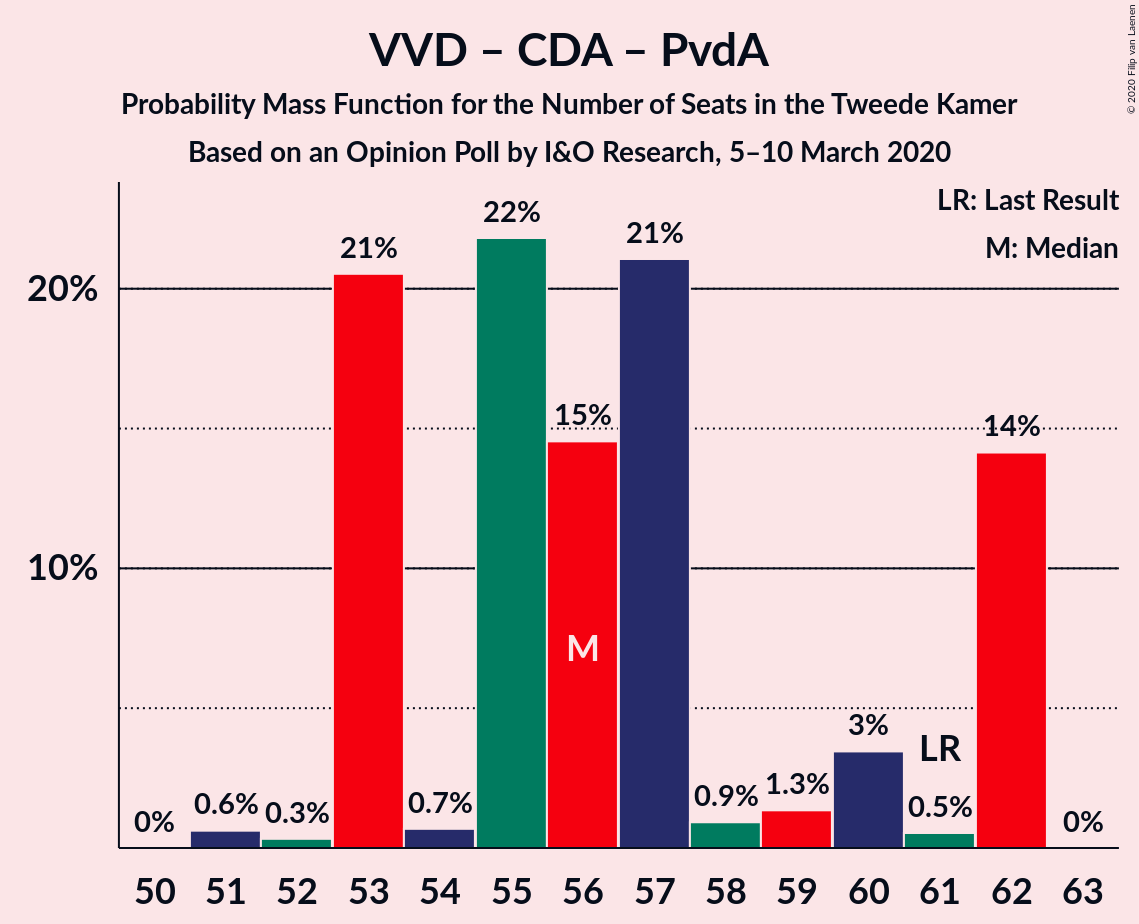 VVD – CDA – PvdA
Probability Mass Function for the Number of Seats in the Tweede Kamer
Based on an Opinion Poll by I&O Research, 5–10 March 2020
© 2020 Filip van Laenen
LR: Last Result
M: Median
20%
10%
0%
0.6%
0.3%
21%
0.7%
22%
15%
21%
0.9%
1.3%
3%
0.5%
14%
0%
M
LR
50 51 52 53 54 55 56 57 58 59 60 61 62 63